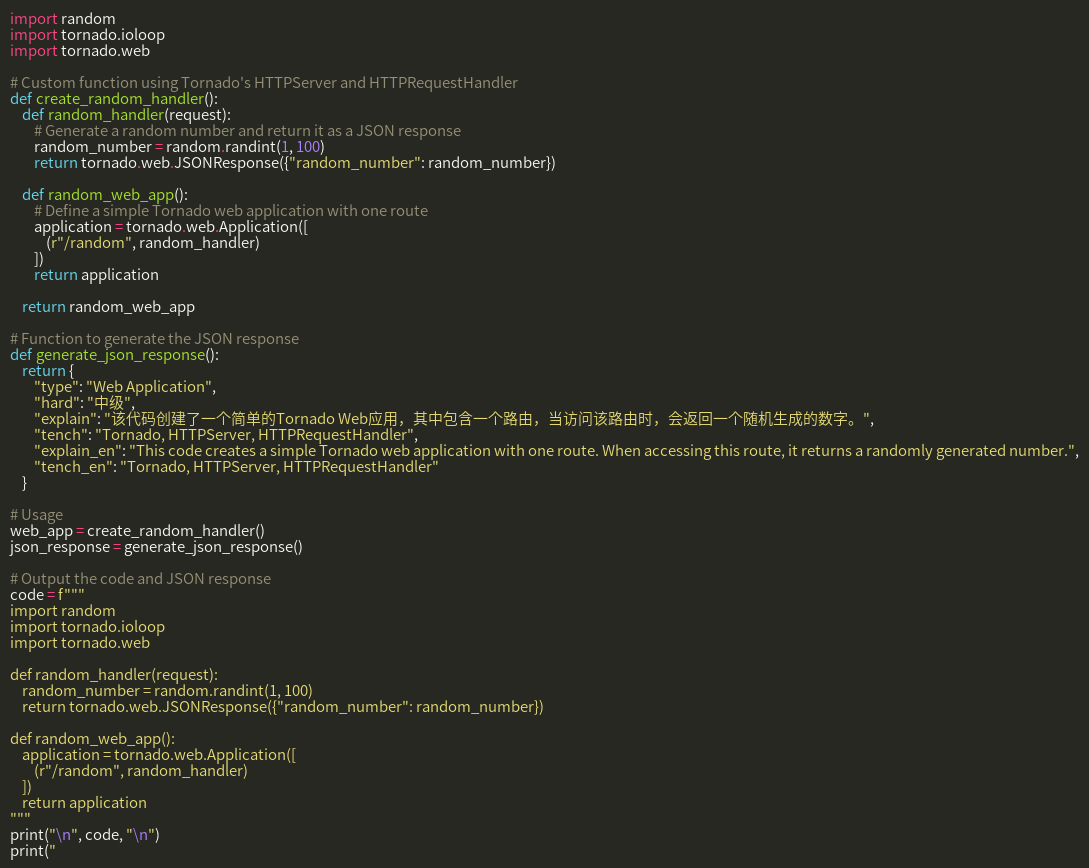 import random
import tornado.ioloop
import tornado.web

# Custom function using Tornado's HTTPServer and HTTPRequestHandler
def create_random_handler():
    def random_handler(request):
        # Generate a random number and return it as a JSON response
        random_number = random.randint(1, 100)
        return tornado.web.JSONResponse({"random_number": random_number})

    def random_web_app():
        # Define a simple Tornado web application with one route
        application = tornado.web.Application([
            (r"/random", random_handler)
        ])
        return application

    return random_web_app

# Function to generate the JSON response
def generate_json_response():
    return {
        "type": "Web Application",
        "hard": "中级",
        "explain": "该代码创建了一个简单的Tornado Web应用，其中包含一个路由，当访问该路由时，会返回一个随机生成的数字。",
        "tench": "Tornado, HTTPServer, HTTPRequestHandler",
        "explain_en": "This code creates a simple Tornado web application with one route. When accessing this route, it returns a randomly generated number.",
        "tench_en": "Tornado, HTTPServer, HTTPRequestHandler"
    }

# Usage
web_app = create_random_handler()
json_response = generate_json_response()

# Output the code and JSON response
code = f"""
import random
import tornado.ioloop
import tornado.web

def random_handler(request):
    random_number = random.randint(1, 100)
    return tornado.web.JSONResponse({"random_number": random_number})

def random_web_app():
    application = tornado.web.Application([
        (r"/random", random_handler)
    ])
    return application
"""
print("\n", code, "\n")
print("